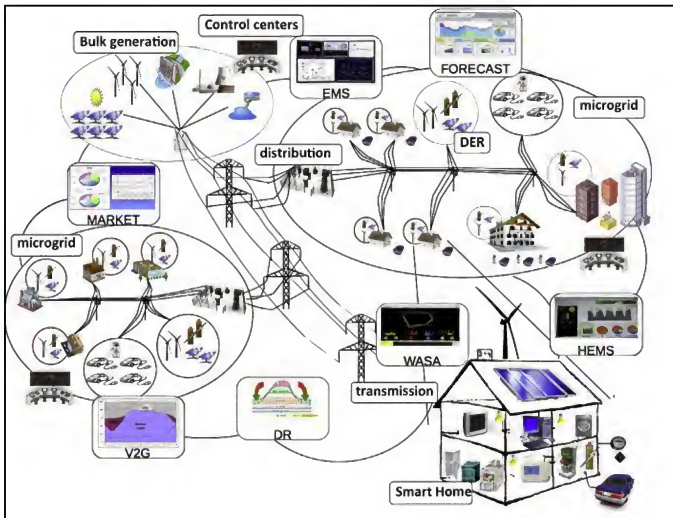 Control centers
Bulk generation
EMS
FORECAST
microgrid
DER
distribution
MARKET
microgrid
WASA
HEMS
transmission
DR
V2G
Smart Home